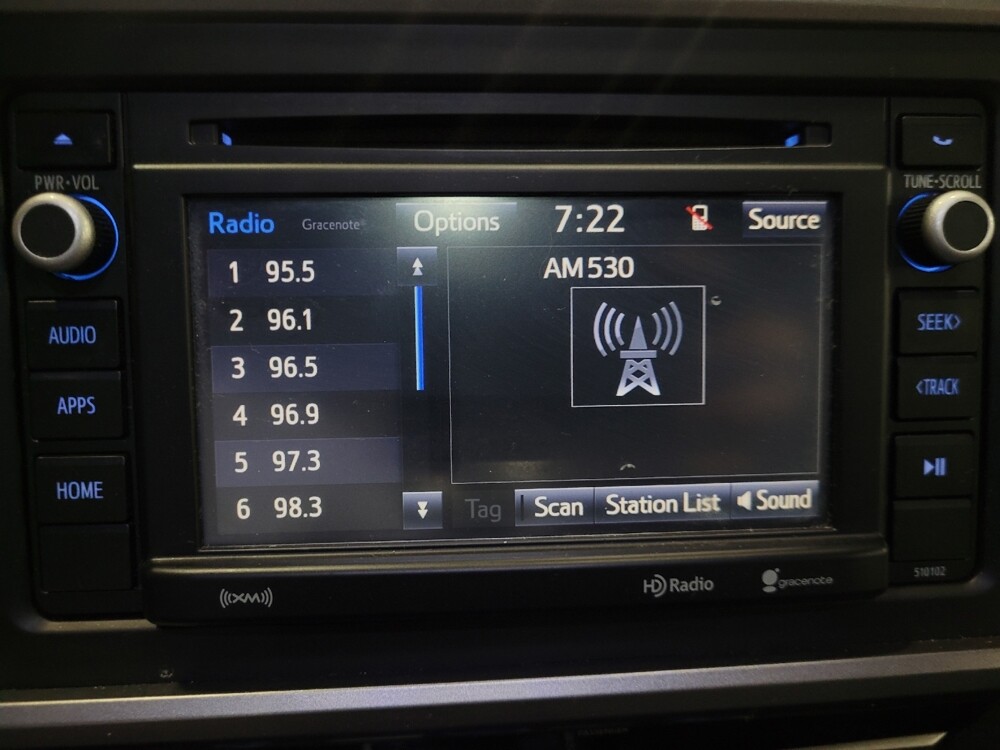 PWR•VOL
TUNE•SCROLL
Radio Gracenote® Options 7:22 Source
1 95.5
AM 530
2 96.1
3 96.5
4 96.9
5 97.3
6 98.3
Tag Scan Station List Sound
AUDIO
APPS
HOME
SEEK>
<TRACK
510102
((XM))
HD Radio
gracenote